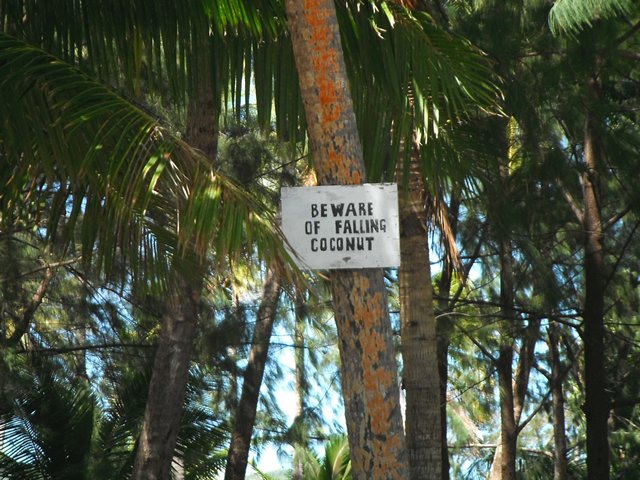 BEWARE
OF FALLING
COCONUT